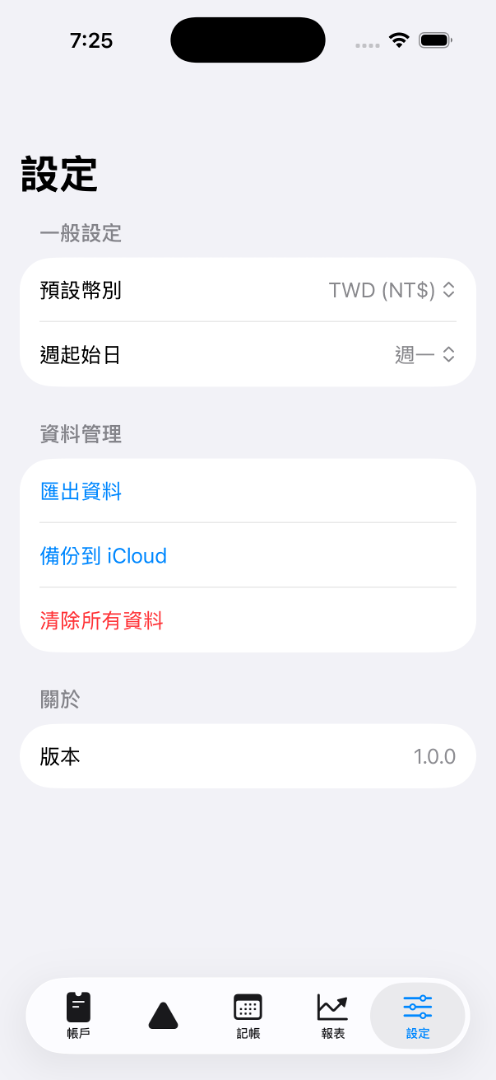 7:25
設定
一般設定
預設幣別 TWD (NT$)
週起始日 週一
資料管理
匯出資料
備份到 iCloud
清除所有資料
關於
版本 1.0.0
帳戶 記帳 報表 設定